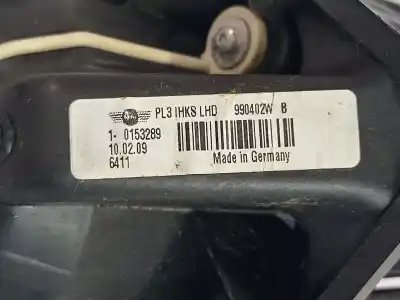 PL3 IHKS LHD 990402W B
1- 0153289
10.02.09
6411
Made in Germany